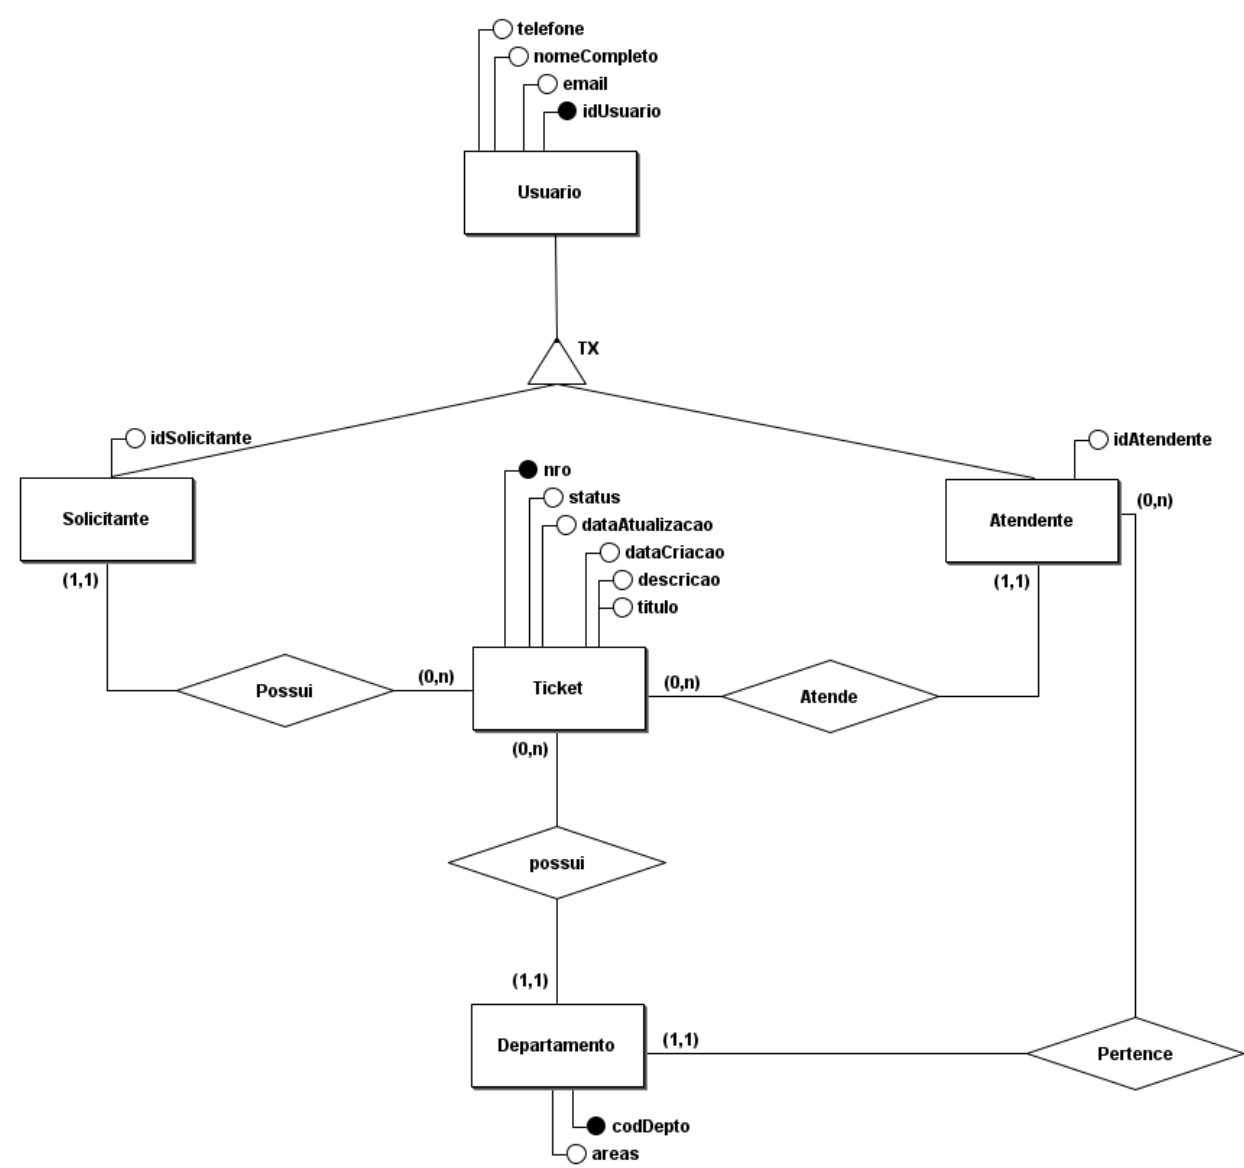 telefone
nomeCompleto
email
idUsuario
Usuario
TX
idSolicitante
idAtendente
nro
status
dataAtualizacao
dataCriacao
descricao
titulo
Solicitante
Atendente
(0,n)
(1,1)
(1,1)
Possui
(0,n)
Ticket
(0,n)
Atende
(0,n)
possui
(1,1)
Departamento
(1,1)
Pertence
codDepto
areas